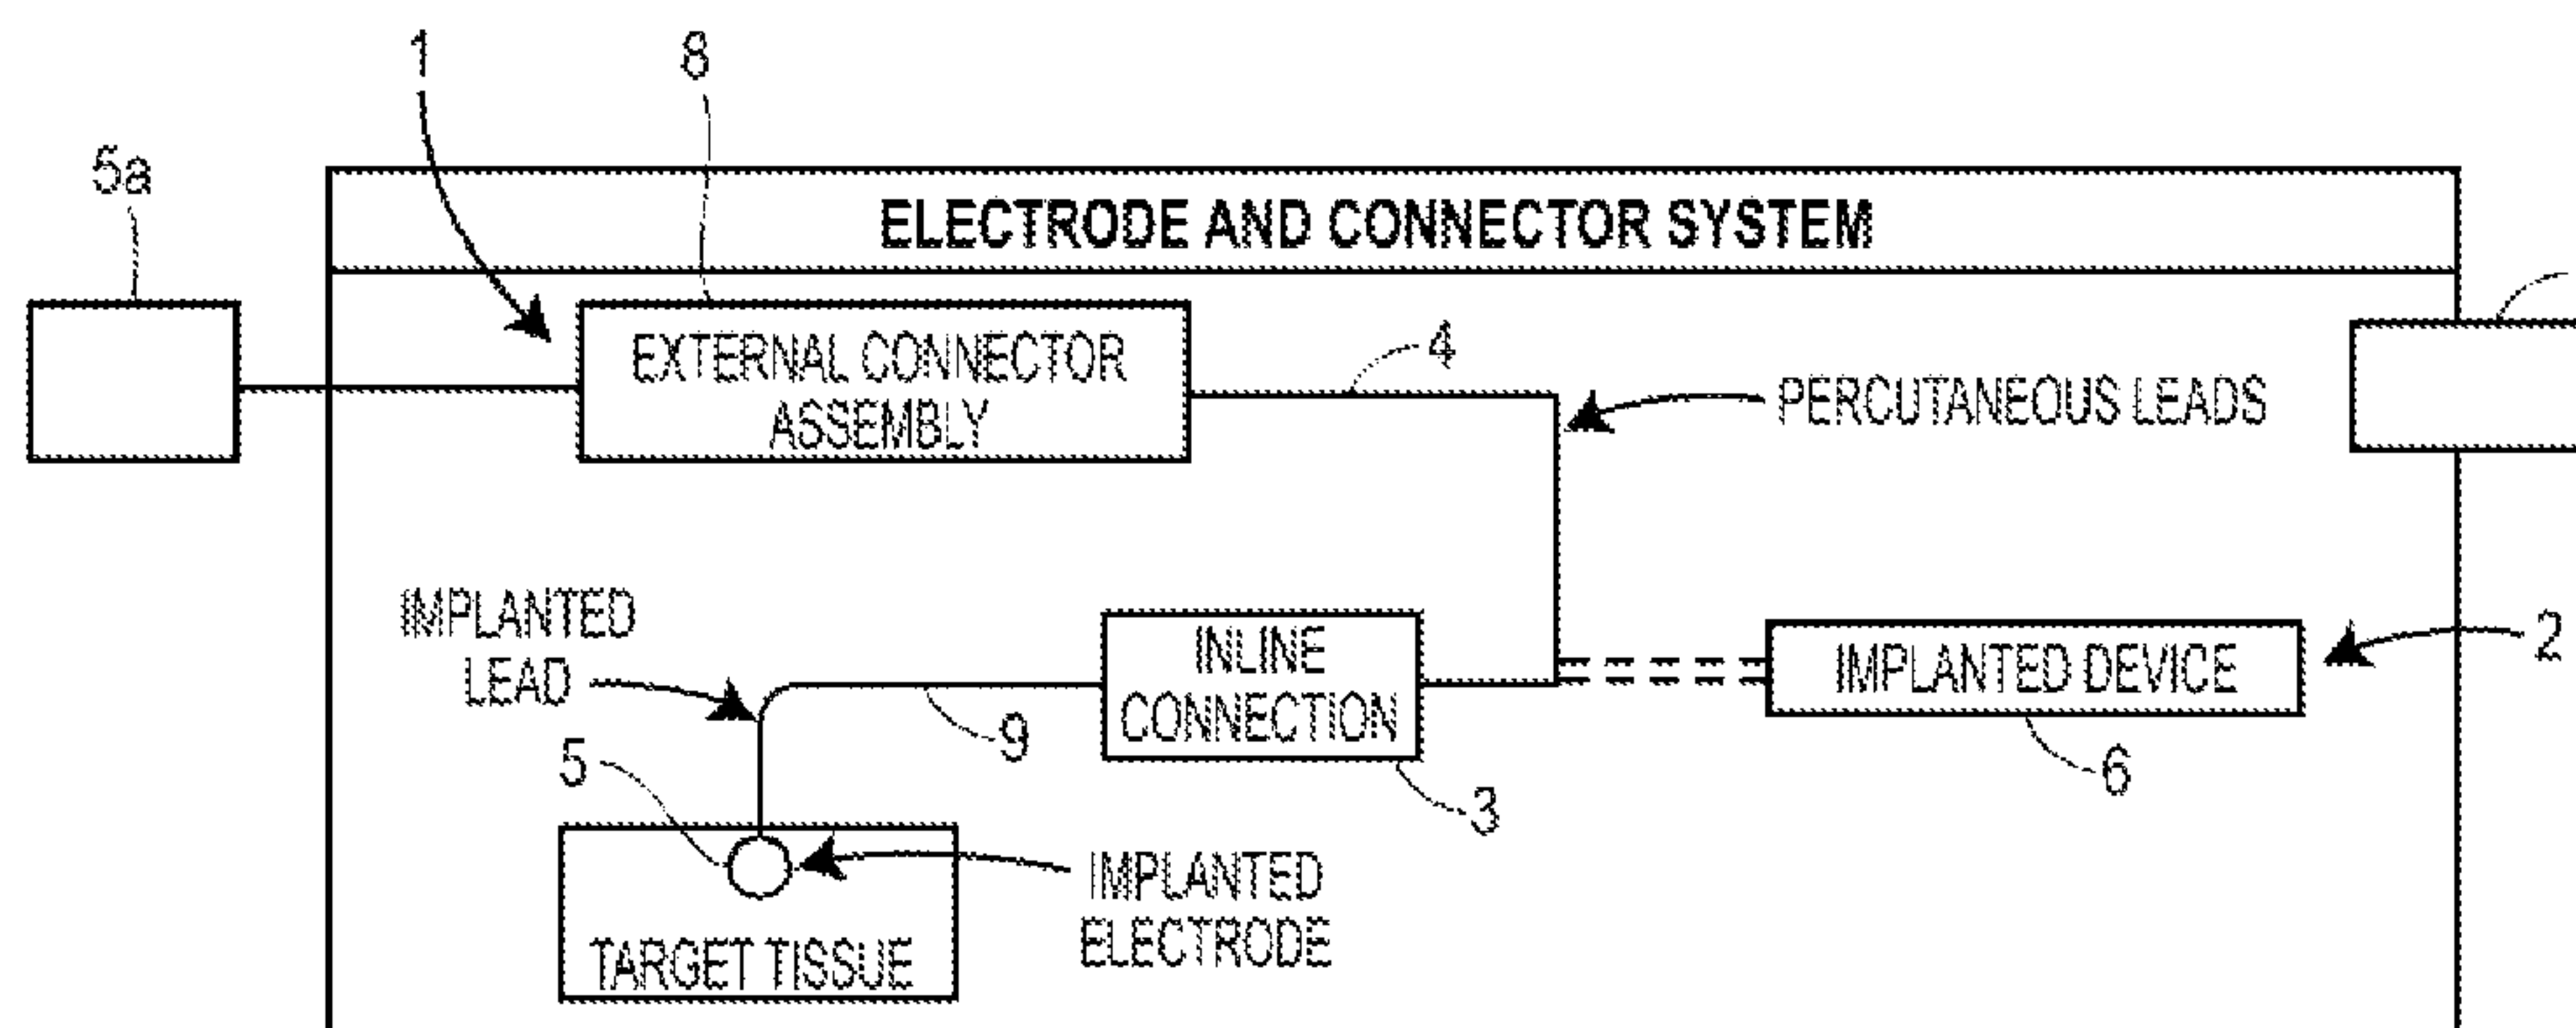 1
8
5a
ELECTRODE AND CONNECTOR SYSTEM
EXTERNAL CONNECTOR
ASSEMBLY
4
PERCUTANEOUS LEADS
IMPLANTED
LEAD
INLINE
CONNECTION
IMPLANTED DEVICE
2
9
5
3
6
IMPLANTED
ELECTRODE
TARGET TISSUE